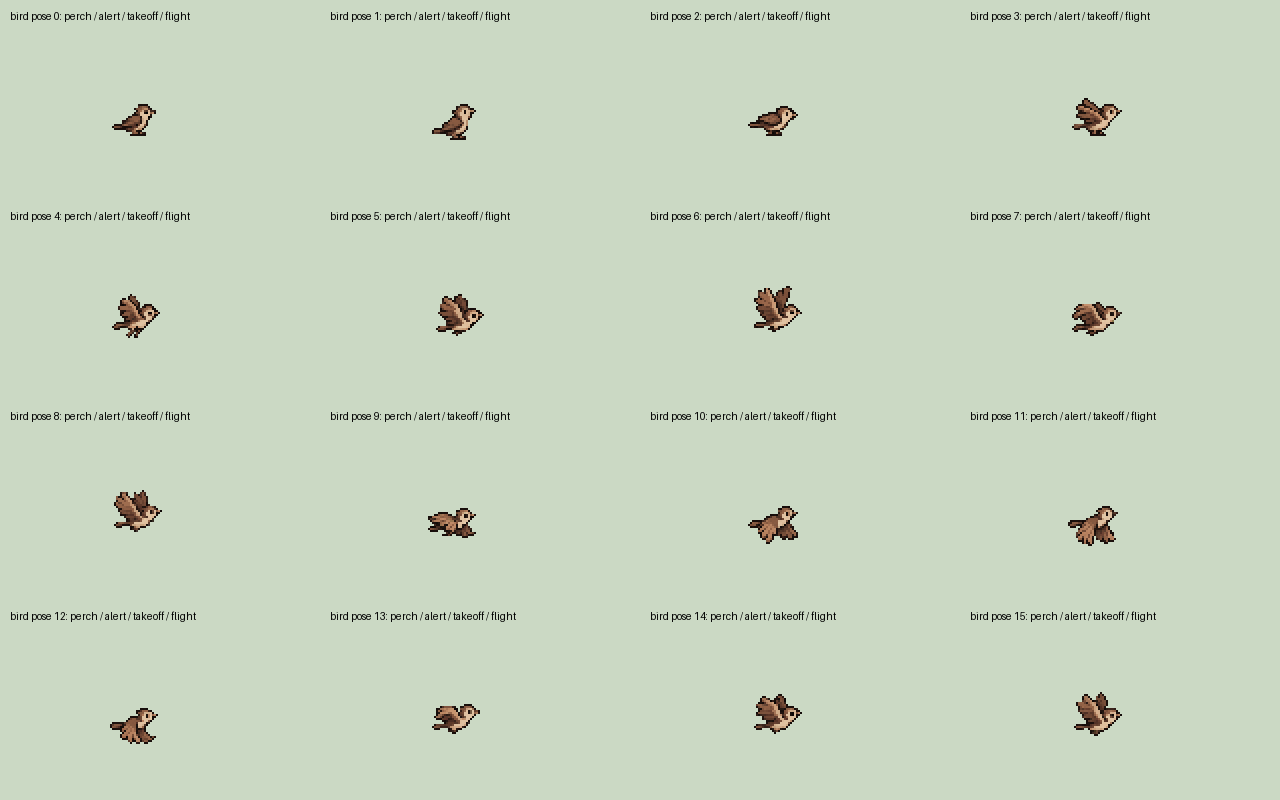 bird pose 0: perch / alert / takeoff / flight
bird pose 1: perch / alert / takeoff / flight
bird pose 2: perch / alert / takeoff / flight
bird pose 3: perch / alert / takeoff / flight
bird pose 4: perch / alert / takeoff / flight
bird pose 5: perch / alert / takeoff / flight
bird pose 6: perch / alert / takeoff / flight
bird pose 7: perch / alert / takeoff / flight
bird pose 8: perch / alert / takeoff / flight
bird pose 9: perch / alert / takeoff / flight
bird pose 10: perch / alert / takeoff / flight
bird pose 11: perch / alert / takeoff / flight
bird pose 12: perch / alert / takeoff / flight
bird pose 13: perch / alert / takeoff / flight
bird pose 14: perch / alert / takeoff / flight
bird pose 15: perch / alert / takeoff / flight